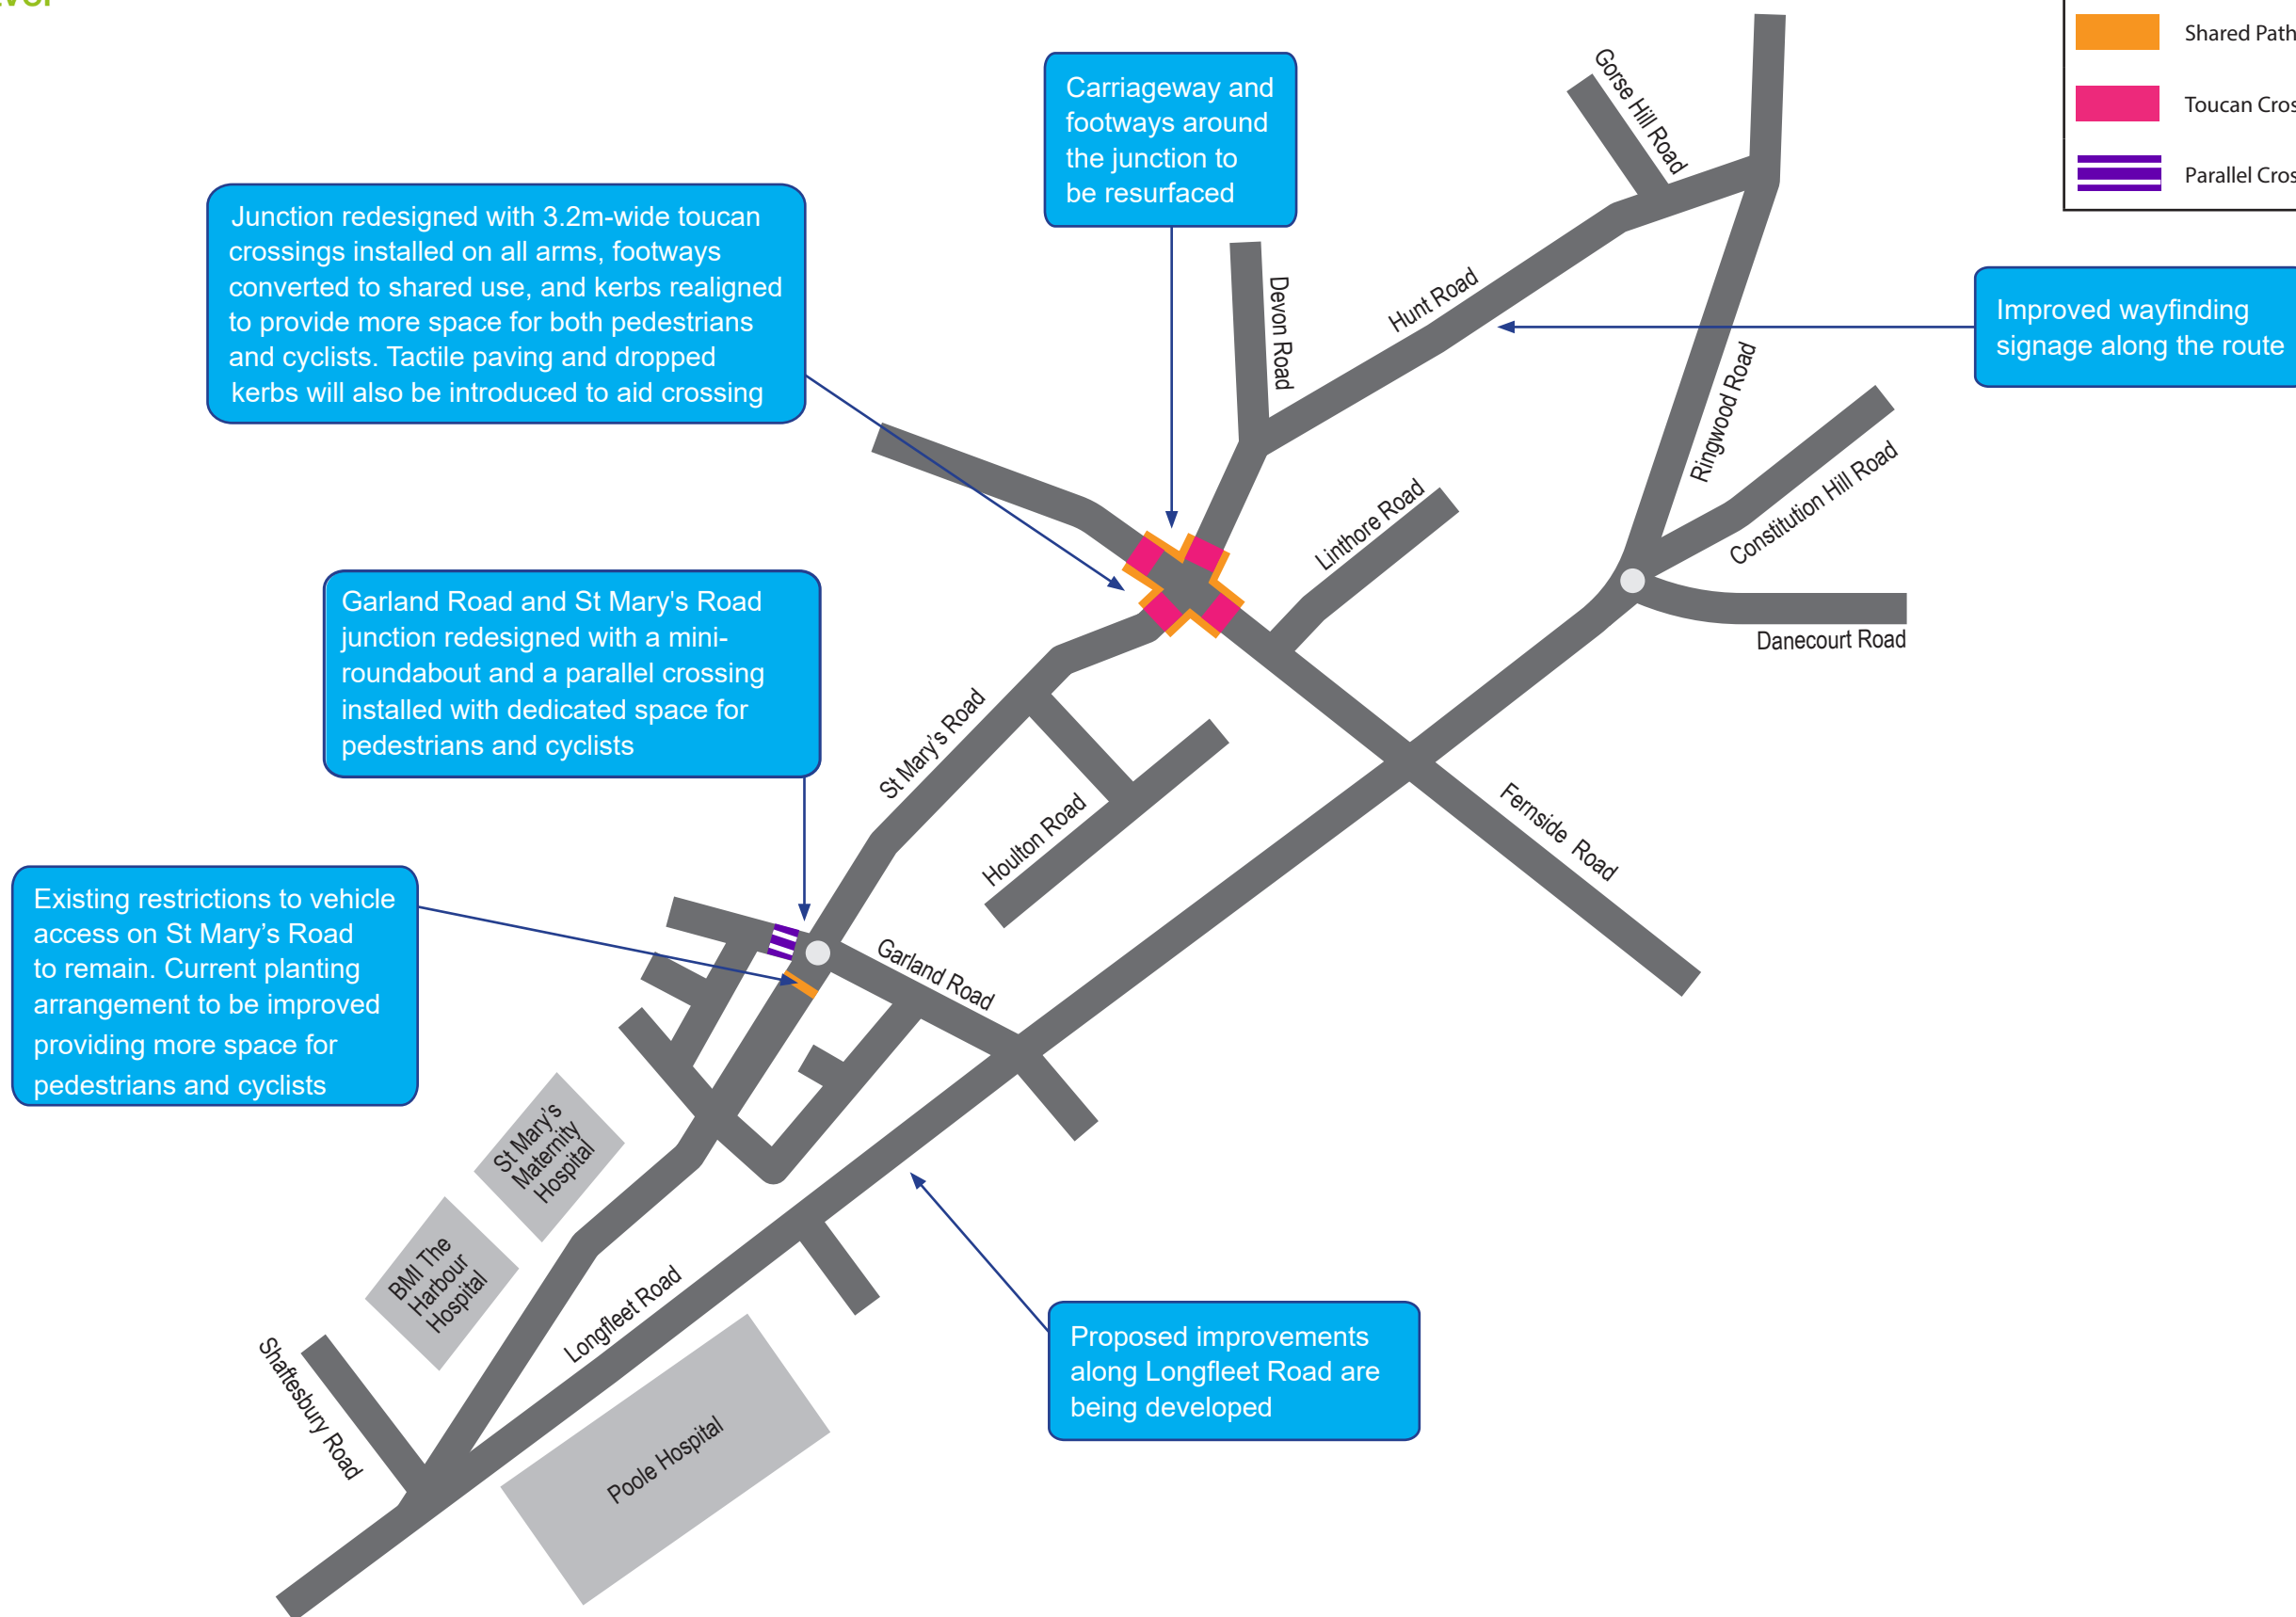 Shared Path
Toucan Cros
Parallel Cros
Carriageway and
footways around
the junction to
be resurfaced
Junction redesigned with 3.2m-wide toucan
crossings installed on all arms, footways
converted to shared use, and kerbs realigned
to provide more space for both pedestrians
and cyclists. Tactile paving and dropped
kerbs will also be introduced to aid crossing
Improved wayfinding
signage along the route
Garland Road and St Mary's Road
junction redesigned with a mini-
roundabout and a parallel crossing
installed with dedicated space for
pedestrians and cyclists
Existing restrictions to vehicle
access on St Mary’s Road
to remain. Current planting
arrangement to be improved
providing more space for
pedestrians and cyclists
Proposed improvements
along Longfleet Road are
being developed
Gorse Hill Road
Devon Road
Hunt Road
Ringwood Road
Constitution Hill Road
Danecourt Road
Linthore Road
St Mary’s Road
Houlton Road
Fernside Road
Garland Road
St Mary’s
Maternity
Hospital
BMI The
Harbour
Hospital
Longfleet Road
Shaftesbury Road
Poole Hospital